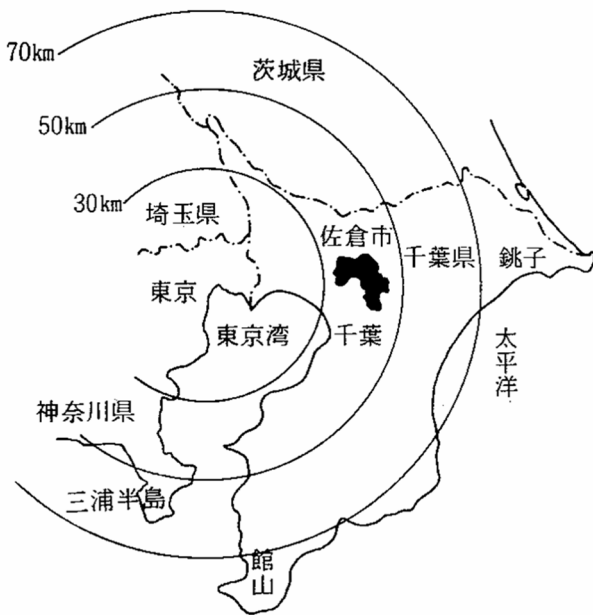 70km
茨城県
50km
30km
埼玉県
佐倉市
千葉県
銚子
東京
東京湾
千葉
太平洋
神奈川県
三浦半島
館山